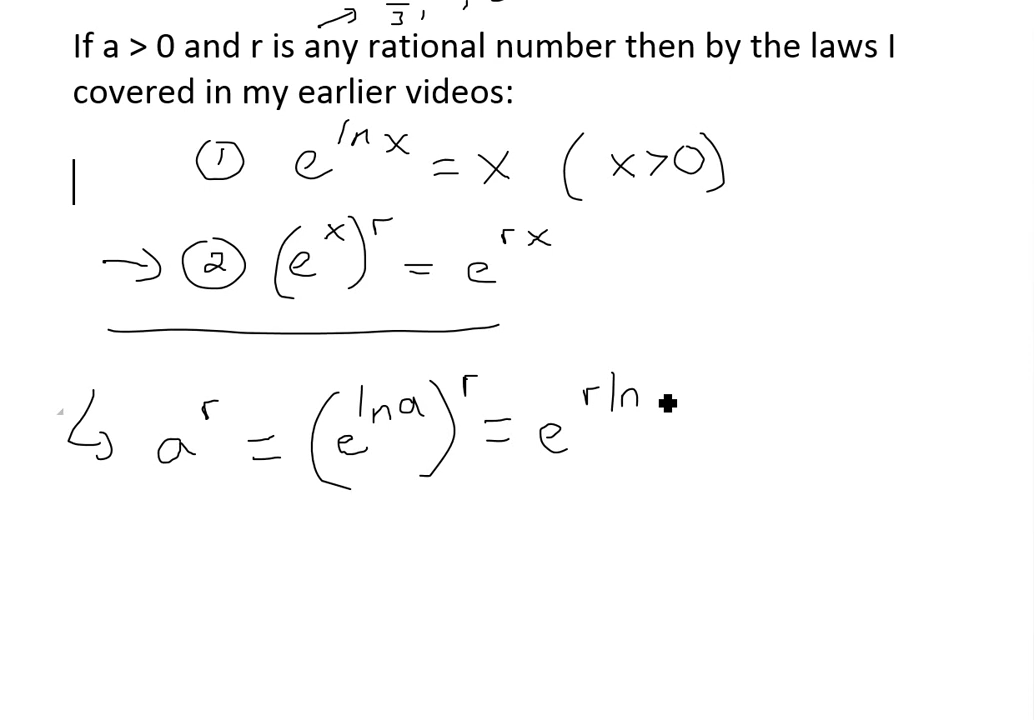 3 ,
If a > 0 and r is any rational number then by the laws I
covered in my earlier videos:
① e^{ln x} = x (x>0)
→ ② (e^x)^r = e^{rx}
↳ a^r = (e^{ln a})^r = e^{r ln